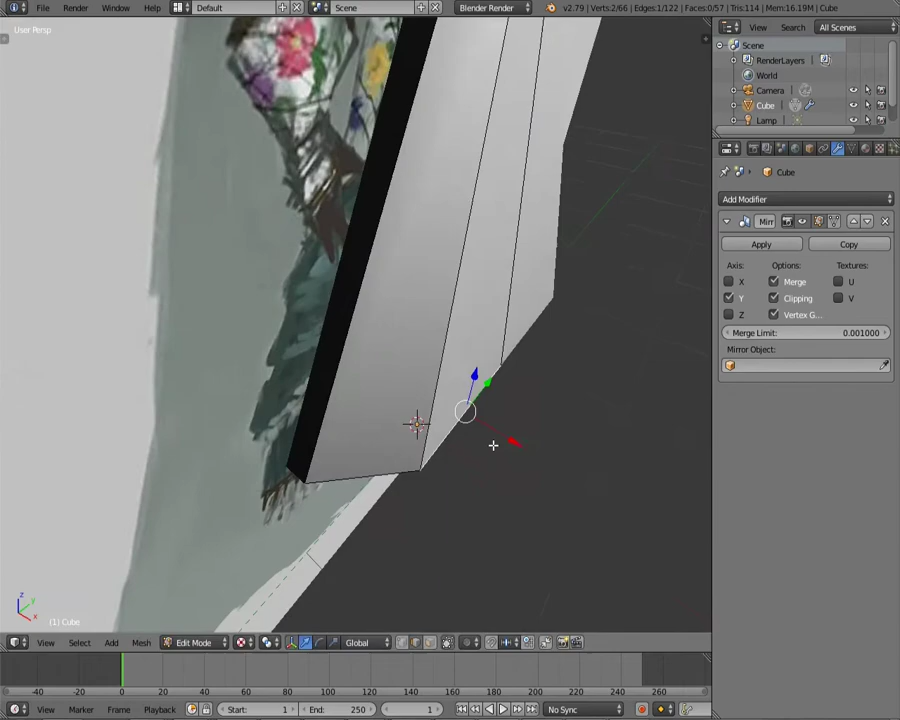 File Render Window Help Default Scene Blender Render v2.79 | Verts:2/66 | Edges:1/122 | Faces:0/57 | Tris:114 | Mem:16.19M | Cube
User Persp
View Search All Scenes
Scene
RenderLayers
World
Camera
Cube
Lamp
Cube
Add Modifier
Mirr
Apply Copy
Axis: Options: Textures:
X Merge U
Y Clipping V
Z Vertex G...
Merge Limit: 0.001000
Mirror Object:
z
y
x
(1) Cube
View Select Add Mesh Edit Mode Global
-40 -20 0 20 40 60 80 100 120 140 160 180 200 220 240 260
View Marker Frame Playback Start: 1 End: 250 1 No Sync